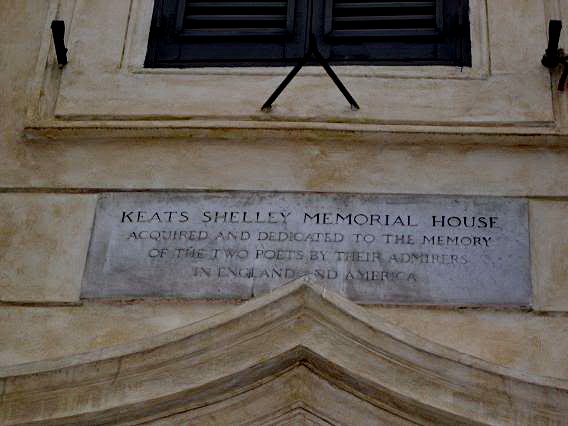 KEATS SHELLEY MEMORIAL HOUSE
ACQUIRED AND DEDICATED TO THE MEMORY
OF THE TWO POETS BY THEIR ADMIRERS
IN ENGLAND AND AMERICA